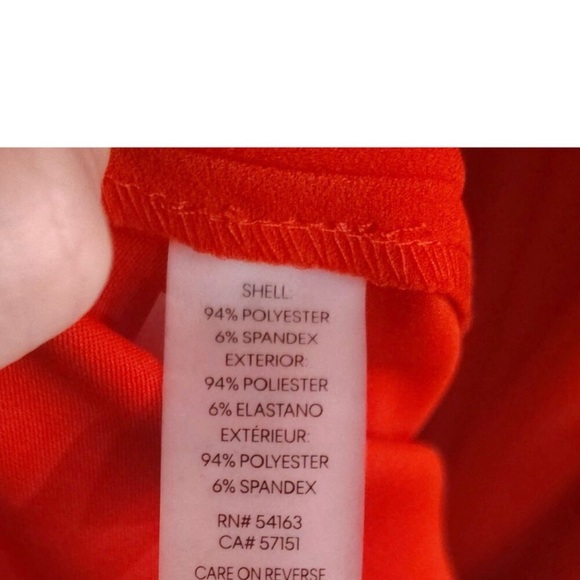 SHELL:
94% POLYESTER
6% SPANDEX
EXTERIOR:
94% POLIESTER
6% ELASTANO
EXTÉRIEUR:
94% POLYESTER
6% SPANDEX
RN# 54163
CA# 57151
CARE ON REVERSE